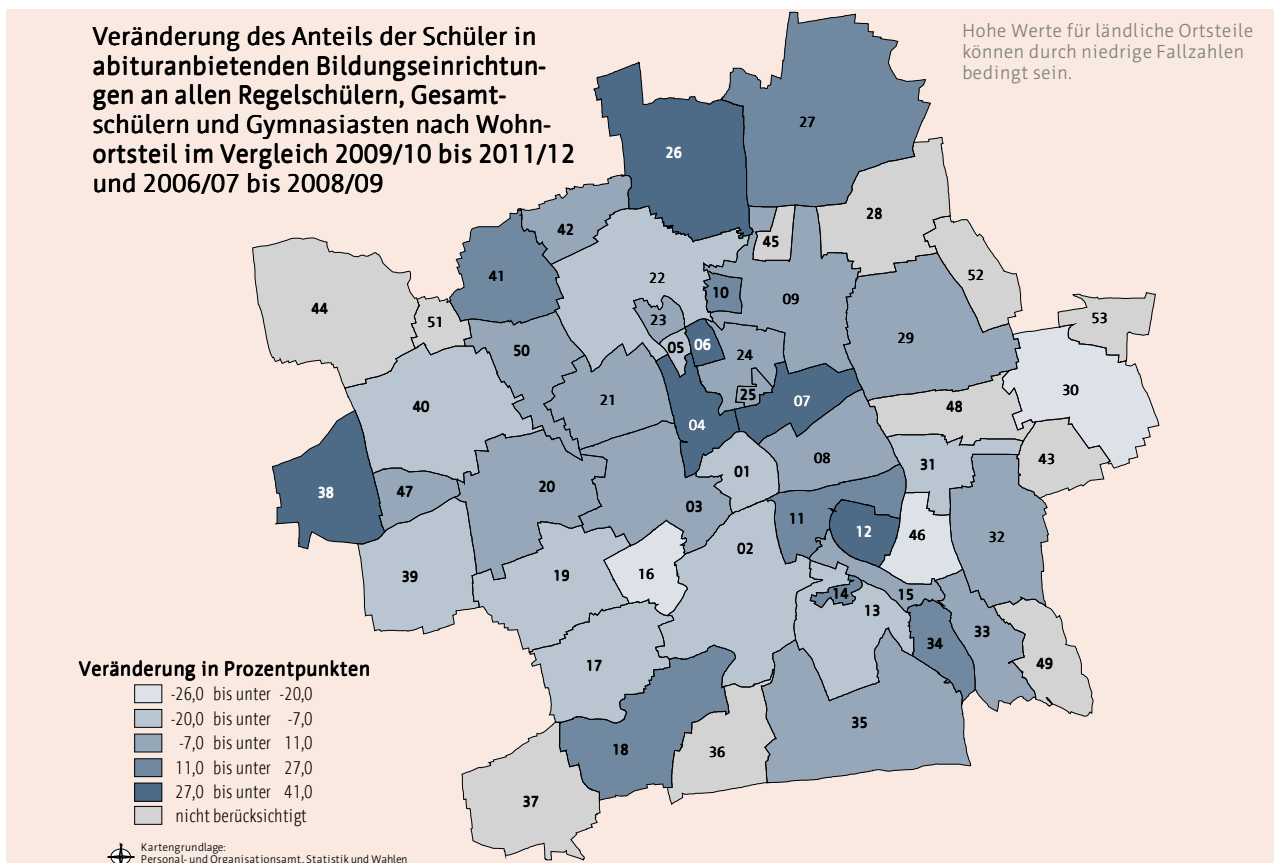 Veränderung des Anteils der Schüler in
abituranbietenden Bildungseinrichtun-
gen an allen Regelschülern, Gesamt-
schülern und Gymnasiasten nach Wohn-
ortsteil im Vergleich 2009/10 bis 2011/12
und 2006/07 bis 2008/09
Hohe Werte für ländliche Ortsteile
können durch niedrige Fallzahlen
bedingt sein.
27
26
28
42
45
41
22
52
10
09
44
23
53
51
06
29
05
50
24
30
25
21
07
40
48
04
43
08
31
01
20
38
47
03
11
12
46
32
02
16
19
39
14
15
13
33
34
17
49
35
18
36
37
Veränderung in Prozentpunkten
-26,0 bis unter -20,0
-20,0 bis unter -7,0
-7,0 bis unter 11,0
11,0 bis unter 27,0
27,0 bis unter 41,0
nicht berücksichtigt
Kartengrundlage:
Personal- und Organisationsamt, Statistik und Wahlen